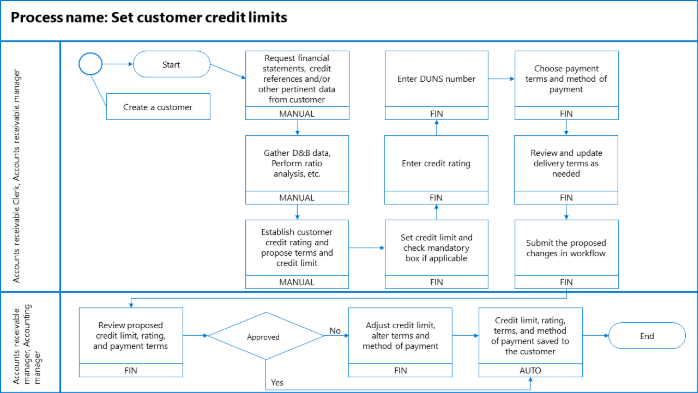 Process name: Set customer credit limits
Accounts receivable Clerk, Accounts receivable manager
Start
Create a customer
Request financial
statements, credit
references and/or
other pertinent data
from customer
MANUAL
Gather D&B data,
Perform ratio
analysis, etc.
MANUAL
Establish customer
credit rating and
propose terms and
credit limit
MANUAL
Set credit limit and
check mandatory
box if applicable
FIN
Enter credit rating
FIN
Enter DUNS number
FIN
Choose payment
terms and method of
payment
FIN
Review and update
delivery terms as
needed
FIN
Submit the proposed
changes in workflow
FIN
Accounts receivable
manager, Accounting
manager
Review proposed
credit limit, rating,
and payment terms
FIN
Approved
No
Yes
Adjust credit limit,
alter terms and
method of payment
FIN
Credit limit, rating,
terms, and method
of payment saved to
the customer
AUTO
End